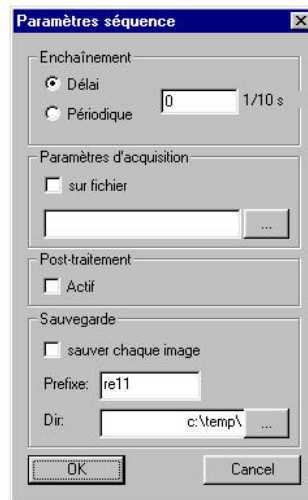 Paramètres séquence
Enchaînement
Délai
0 1/10 s
Périodique
Paramètres d'acquisition
sur fichier
...
Post-traitement
Actif
Sauvegarde
sauver chaque image
Prefixe: re11
Dir: c:\temp\ ...
OK Cancel